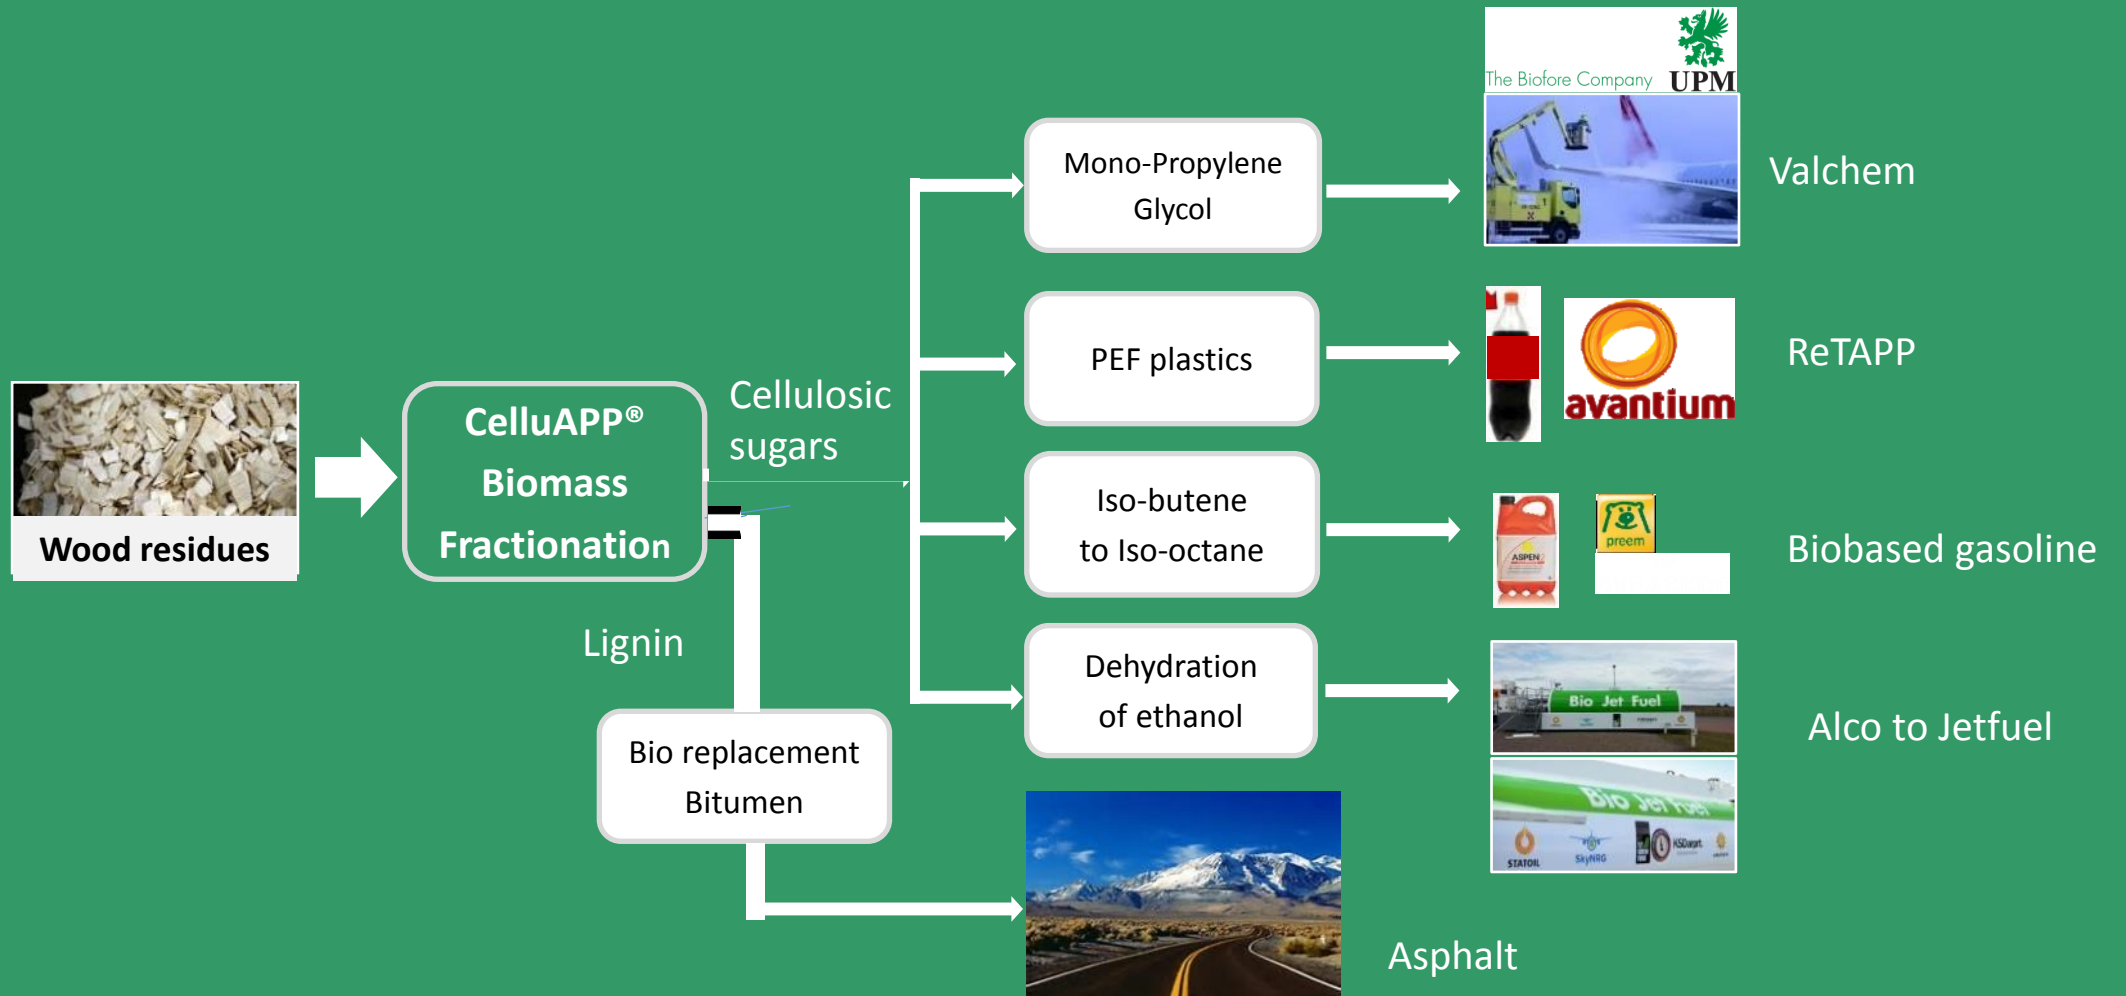 The Biofore Company UPM
Mono-Propylene
Glycol
Valchem
PEF plastics
avantium
ReTAPP
Wood residues
CelluAPP®
Biomass
Fractionation
Cellulosic
sugars
Iso-butene
to Iso-octane
ASPEN
preem
Biobased gasoline
Lignin
Dehydration
of ethanol
Bio Jet Fuel
Alco to Jetfuel
Bio Jet Fuel
STATOIL
SkyNRG
Bio replacement
Bitumen
Asphalt